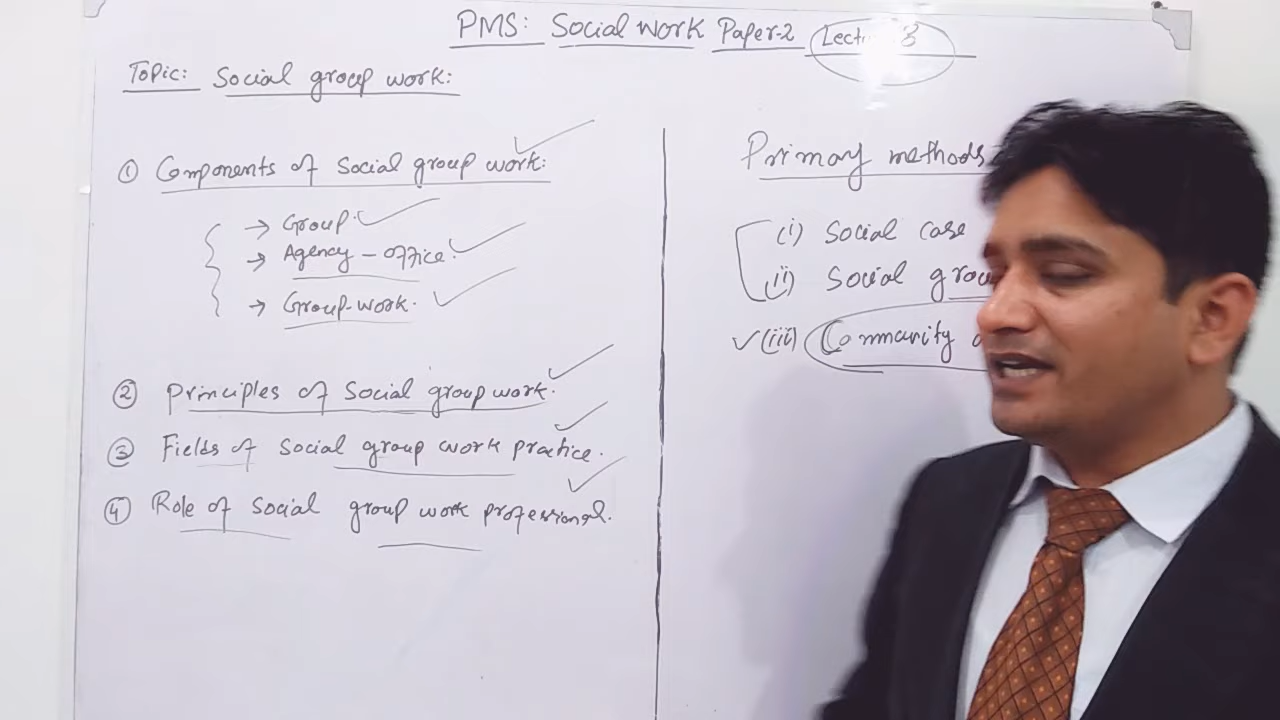 PMS: Social work Paper-2 Lect 3
Topic: Social group work:
① Components of Social group work:
→ Group.
→ Agency - office.
→ Group-work.
② Principles of Social group work.
③ Fields of Social group work practice.
④ Role of Social group work professional.
Primary methods
(i) Social case
(ii) Social grou
(iii) Community